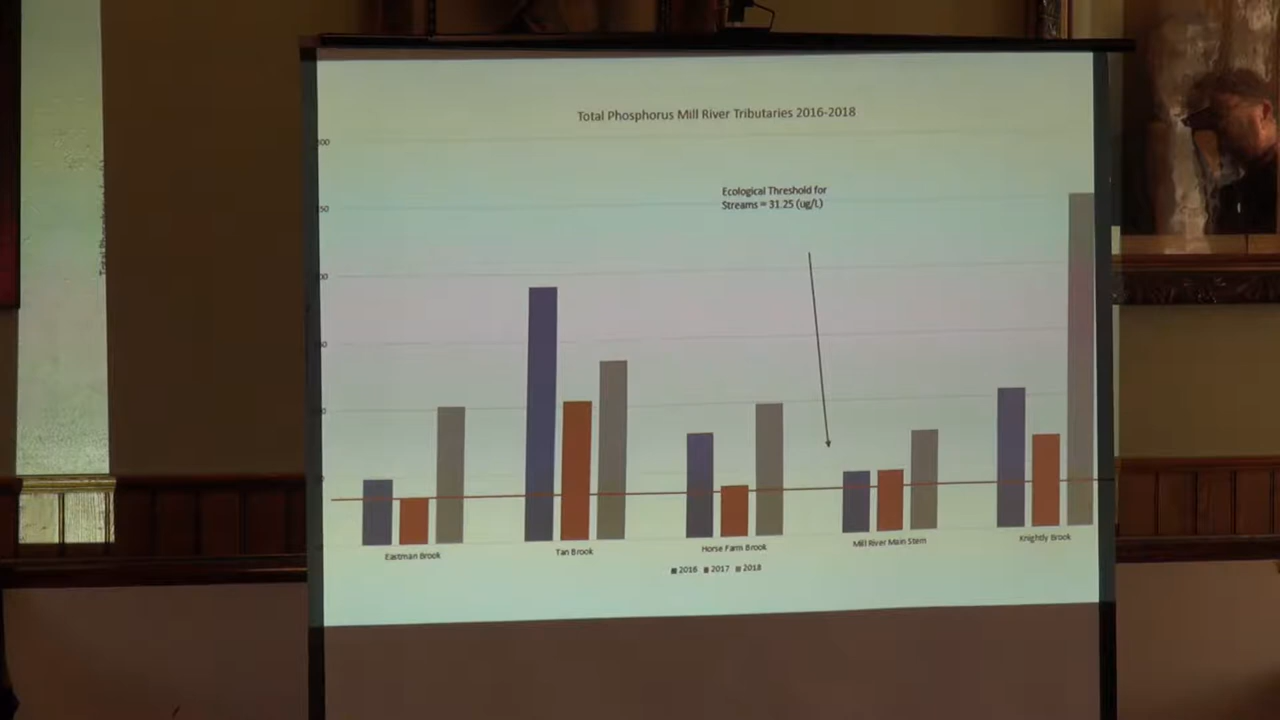 Total Phosphorus Mill River Tributaries 2016-2018
Ecological Threshold for
Streams = 31.25 (ug/L)
Eastman Brook
Tan Brook
Horse Farm Brook
Mill River Main Stem
Knightly Brook
2016 2017 2018